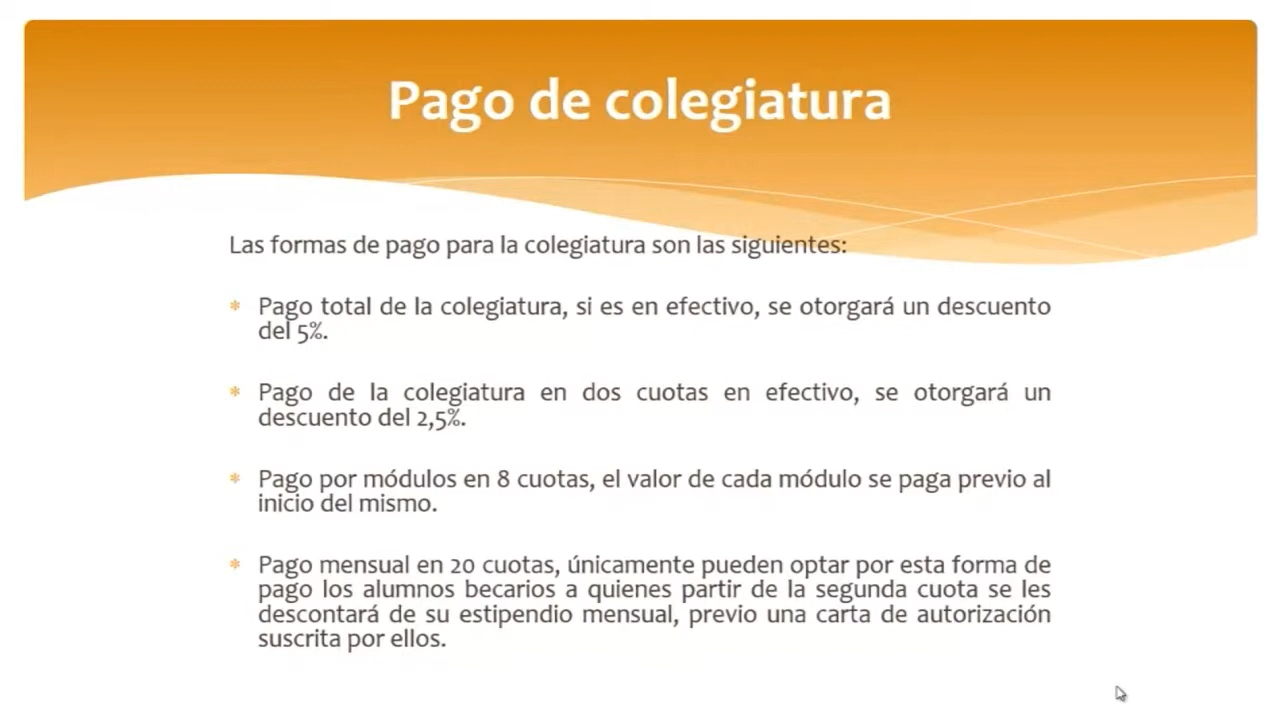 Pago de colegiatura
Las formas de pago para la colegiatura son las siguientes:
* Pago total de la colegiatura, si es en efectivo, se otorgará un descuento
del 5%.
* Pago de la colegiatura en dos cuotas en efectivo, se otorgará un
descuento del 2,5%.
* Pago por módulos en 8 cuotas, el valor de cada módulo se paga previo al
inicio del mismo.
* Pago mensual en 20 cuotas, únicamente pueden optar por esta forma de
pago los alumnos becarios a quienes partir de la segunda cuota se les
descontará de su estipendio mensual, previo una carta de autorización
suscrita por ellos.